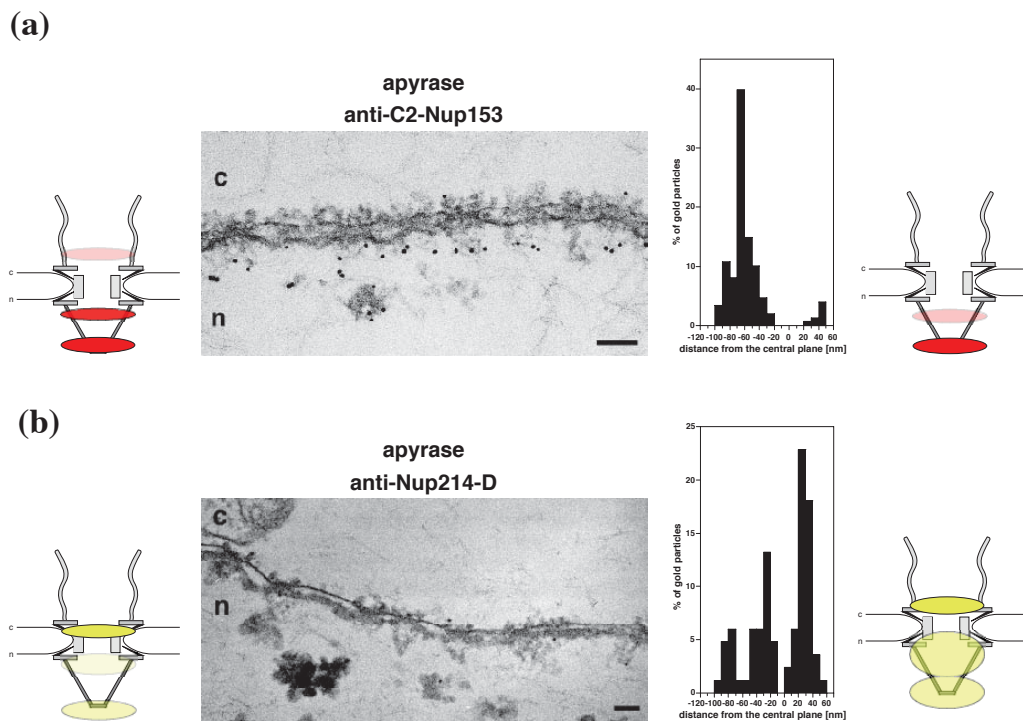 (a)
apyrase
anti-C2-Nup153
c
n
c
n
% of gold particles
40
30
20
10
0
-120 -100 -80 -60 -40 -20 0 20 40 60
distance from the central plane [nm]
c
n
(b)
apyrase
anti-Nup214-D
c
n
c
n
% of gold particles
25
20
15
10
5
0
-120 -100 -80 -60 -40 -20 0 20 40 60
distance from the central plane [nm]
c
n